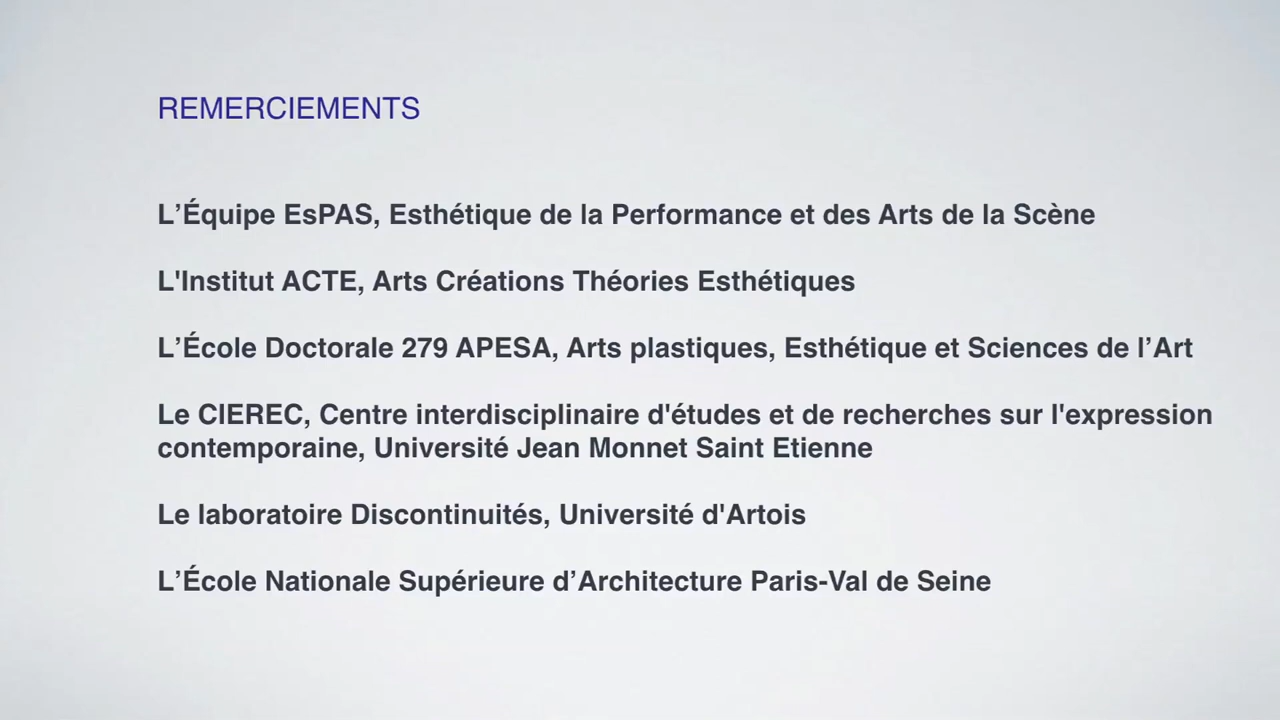 REMERCIEMENTS
L’Équipe EsPAS, Esthétique de la Performance et des Arts de la Scène
L'Institut ACTE, Arts Créations Théories Esthétiques
L’École Doctorale 279 APESA, Arts plastiques, Esthétique et Sciences de l’Art
Le CIEREC, Centre interdisciplinaire d'études et de recherches sur l'expression
contemporaine, Université Jean Monnet Saint Etienne
Le laboratoire Discontinuités, Université d'Artois
L’École Nationale Supérieure d’Architecture Paris-Val de Seine